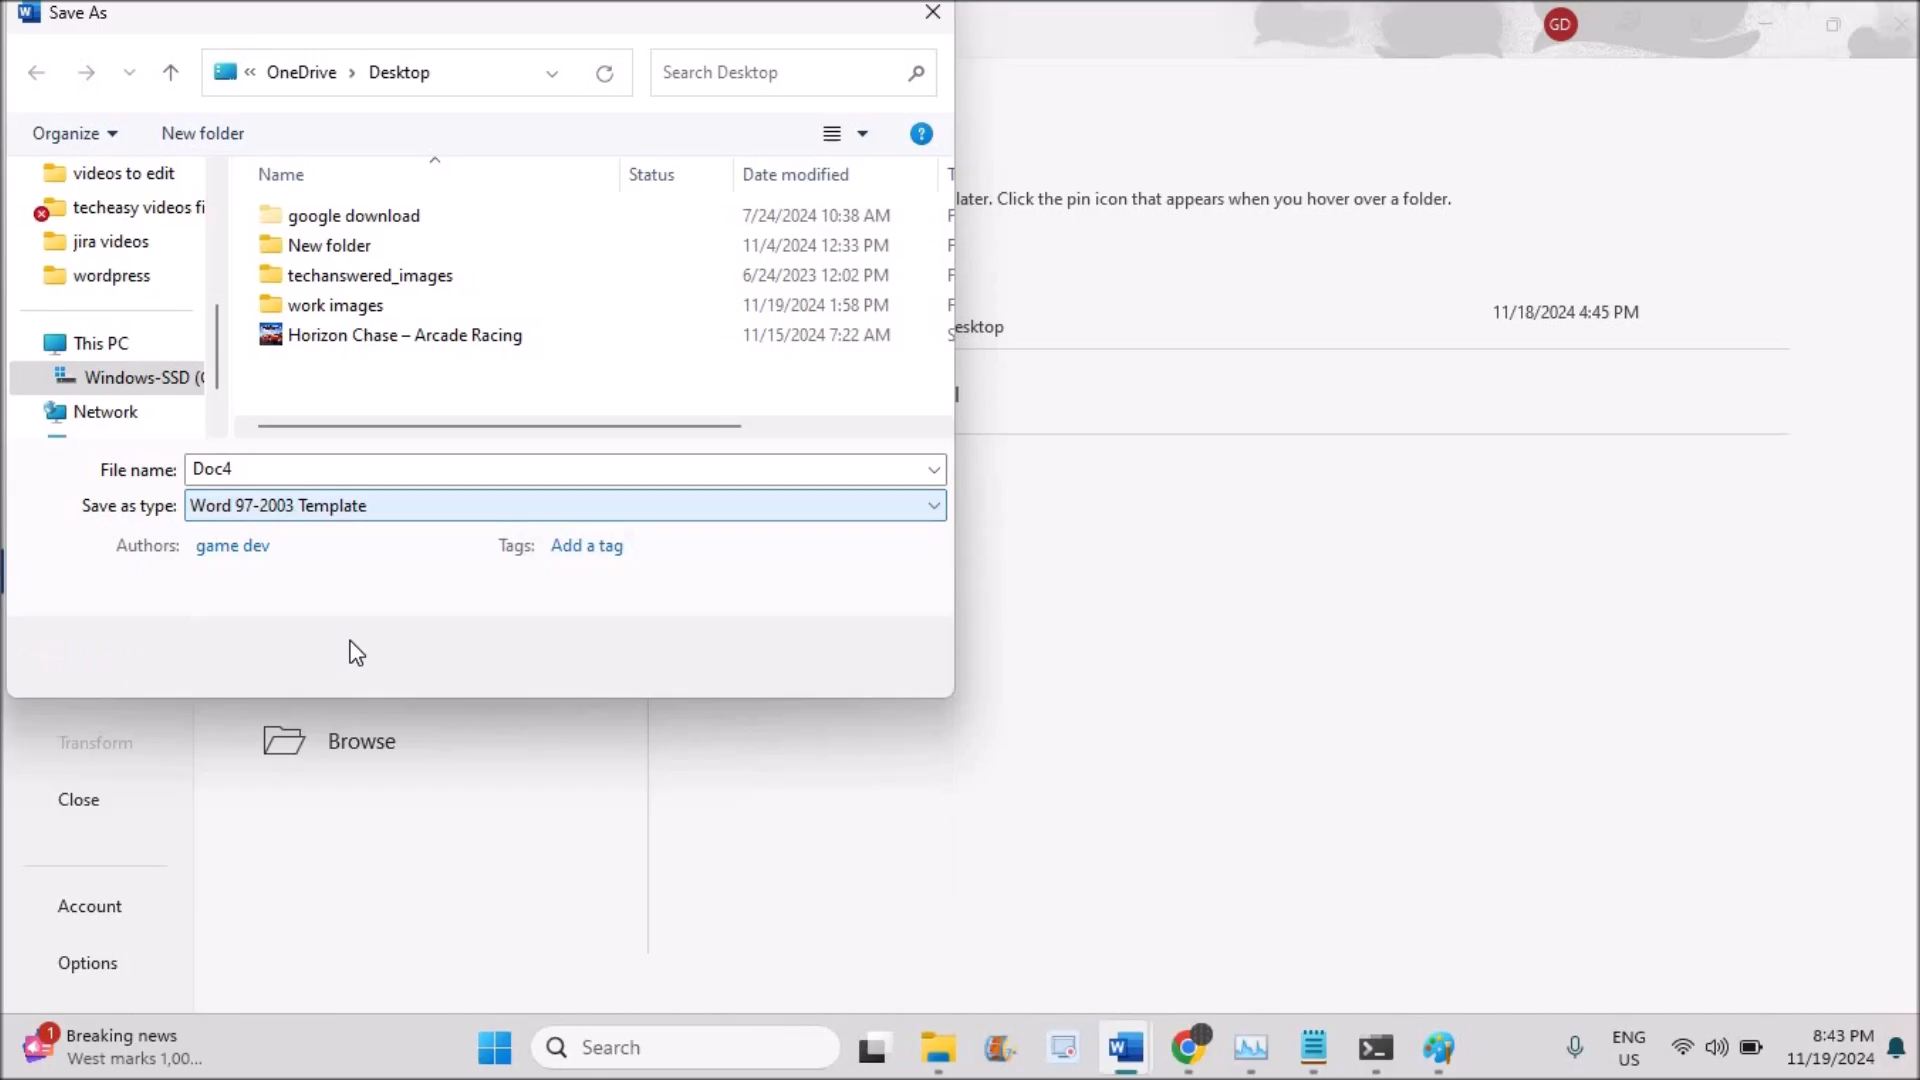 Save As
GD
« OneDrive > Desktop
Search Desktop
Organize
New folder
Name
Status
Date modified
videos to edit
techeasy videos fi
jira videos
wordpress
This PC
Windows-SSD (
Network
google download 7/24/2024 10:38 AM F
New folder 11/4/2024 12:33 PM F
techanswered_images 6/24/2023 12:02 PM F
work images 11/19/2024 1:58 PM F
Horizon Chase – Arcade Racing 11/15/2024 7:22 AM S
File name: Doc4
Save as type: Word 97-2003 Template
Authors: game dev
Tags: Add a tag
later. Click the pin icon that appears when you hover over a folder.
11/18/2024 4:45 PM
esktop
Transform
Browse
Close
Account
Options
1
Breaking news
West marks 1,00...
Search
ENG
US
8:43 PM
11/19/2024